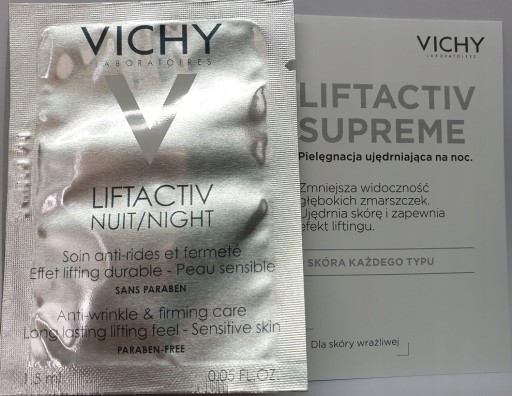 VICHY
LABORATOIRES
LIFTACTIV
NUIT/NIGHT
Soin anti-rides et fermeté
Effet lifting durable - Peau sensible
SANS PARABEN
Anti-wrinkle & firming care
Long lasting lifting feel - Sensitive skin
PARABEN-FREE
1.5 ml 0.05 FL.OZ.
VICHY
LABORATOIRES
LIFTACTIV
SUPREME
Pielęgnacja ujędrniająca na noc.
Zmniejsza widoczność
głębokich zmarszczek.
Ujędrnia skórę i zapewnia
efekt liftingu.
SKÓRA KAŻDEGO TYPU
Dla skóry wrażliwej